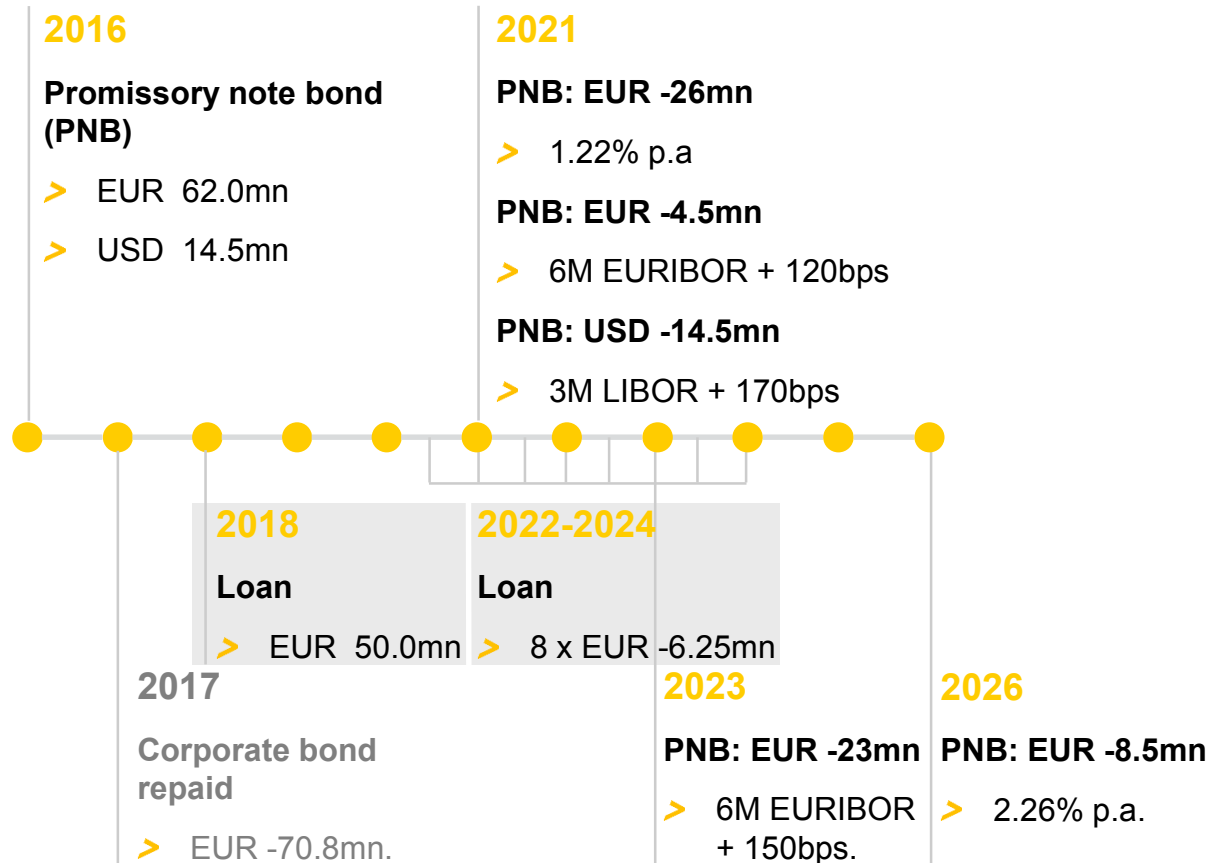 2016
Promissory note bond
(PNB)
> EUR 62.0mn
> USD 14.5mn
2021
PNB: EUR -26mn
> 1.22% p.a
PNB: EUR -4.5mn
> 6M EURIBOR + 120bps
PNB: USD -14.5mn
> 3M LIBOR + 170bps
2018
Loan
> EUR 50.0mn
2022-2024
Loan
> 8 x EUR -6.25mn
2017
Corporate bond
repaid
> EUR -70.8mn.
2023
PNB: EUR -23mn
> 6M EURIBOR
+ 150bps.
2026
PNB: EUR -8.5mn
> 2.26% p.a.